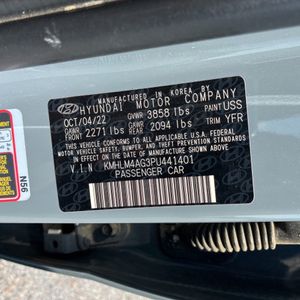 MANUFACTURED IN KOREA BY
HYUNDAI MOTOR COMPANY
OCT/04/22 GVWR 3858 lbs PAINT USS
GAWR FRONT 2271 lbs GAWR REAR 2094 lbs TRIM YFR
THIS VEHICLE CONFORMS TO ALL APPLICABLE U.S.A. FEDERAL
MOTOR VEHICLE SAFETY, BUMPER, AND THEFT PREVENTION STANDARDS
IN EFFECT ON THE DATE OF MANUFACTURE SHOWN ABOVE.
V.I.N: KMHLM4AG3PU441401
PASSENGER CAR
N56